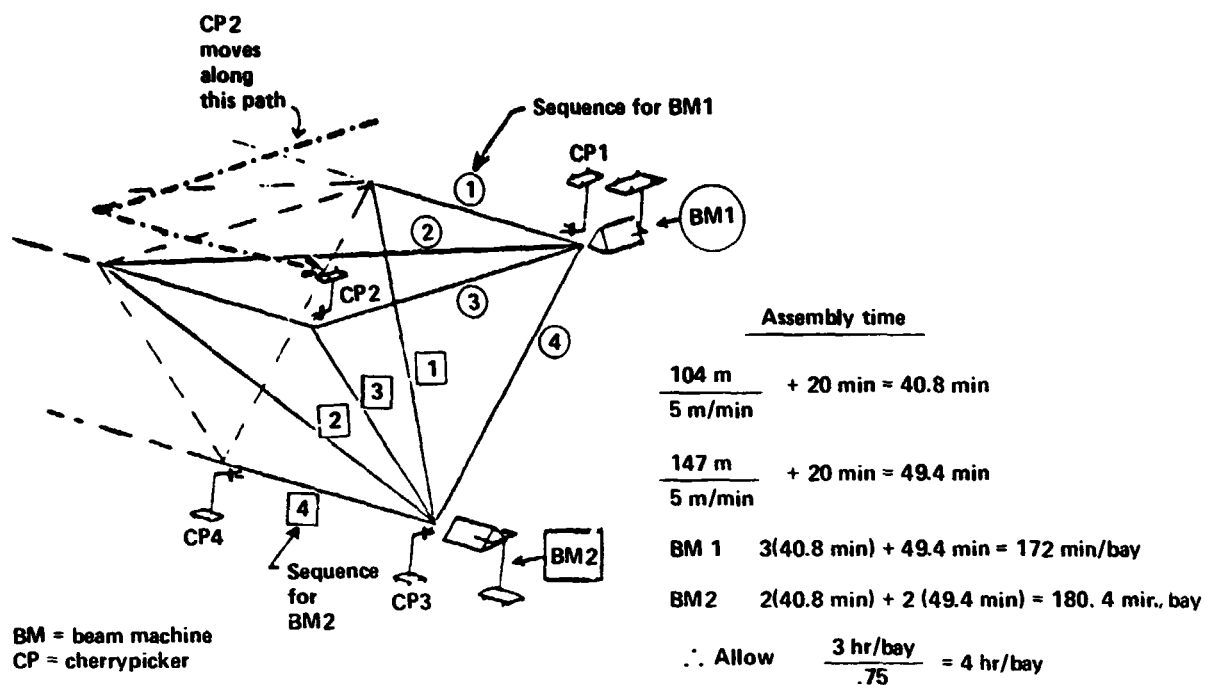 CP2
moves
along
this path
Sequence for BM1
CP1
1
BM1
2
CP2
3
4
1
3
2
4
CP4
Sequence
for
BM2
CP3
BM2
BM = beam machine
CP = cherrypicker
Assembly time
104 m
5 m/min
+ 20 min = 40.8 min
147 m
5 m/min
+ 20 min = 49.4 min
BM 1 3(40.8 min) + 49.4 min = 172 min/bay
BM2 2(40.8 min) + 2 (49.4 min) = 180. 4 mir., bay
∴ Allow
3 hr/bay
.75
= 4 hr/bay